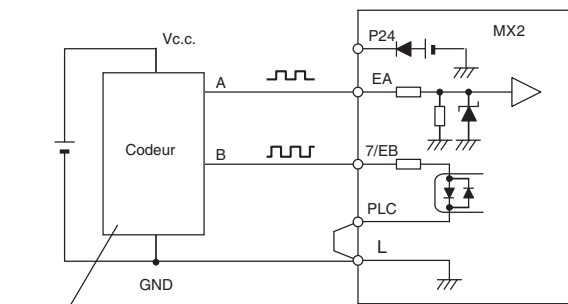 MX2
Vc.c.
P24
A
EA
Codeur
B
7/EB
PLC
L
GND